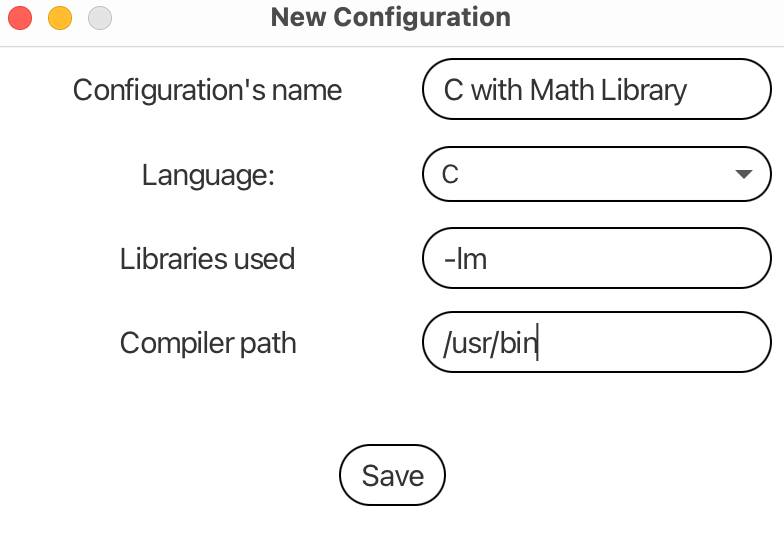 New Configuration
Configuration's name C with Math Library
Language: C
Libraries used -lm
Compiler path /usr/bin
Save